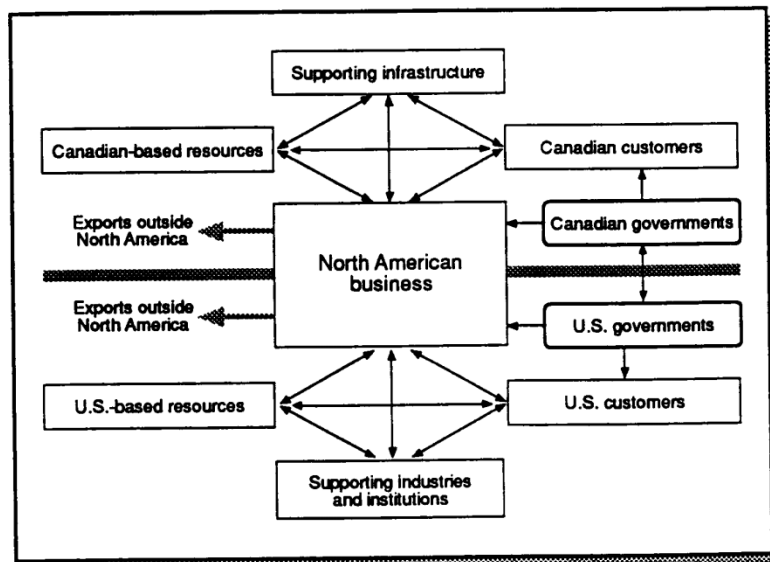 Supporting infrastructure
Canadian-based resources
Canadian customers
Exports outside
North America
Canadian governments
North American
business
Exports outside
North America
U.S. governments
U.S.-based resources
U.S. customers
Supporting industries
and institutions